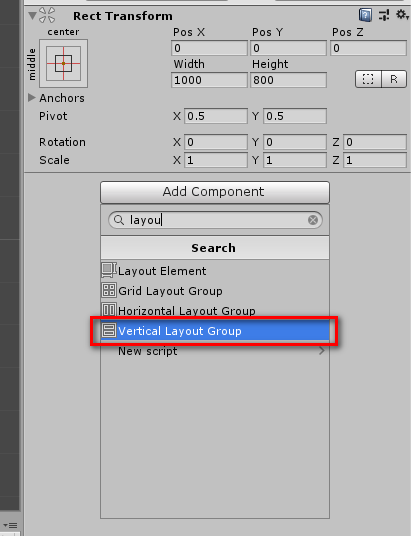 Rect Transform
center
middle
Pos X Pos Y Pos Z
0 0 0
Width Height
1000 800
R
Anchors
Pivot X 0.5 Y 0.5
Rotation X 0 Y 0 Z 0
Scale X 1 Y 1 Z 1
Add Component
layou
Search
Layout Element
Grid Layout Group
Horizontal Layout Group
Vertical Layout Group
New script